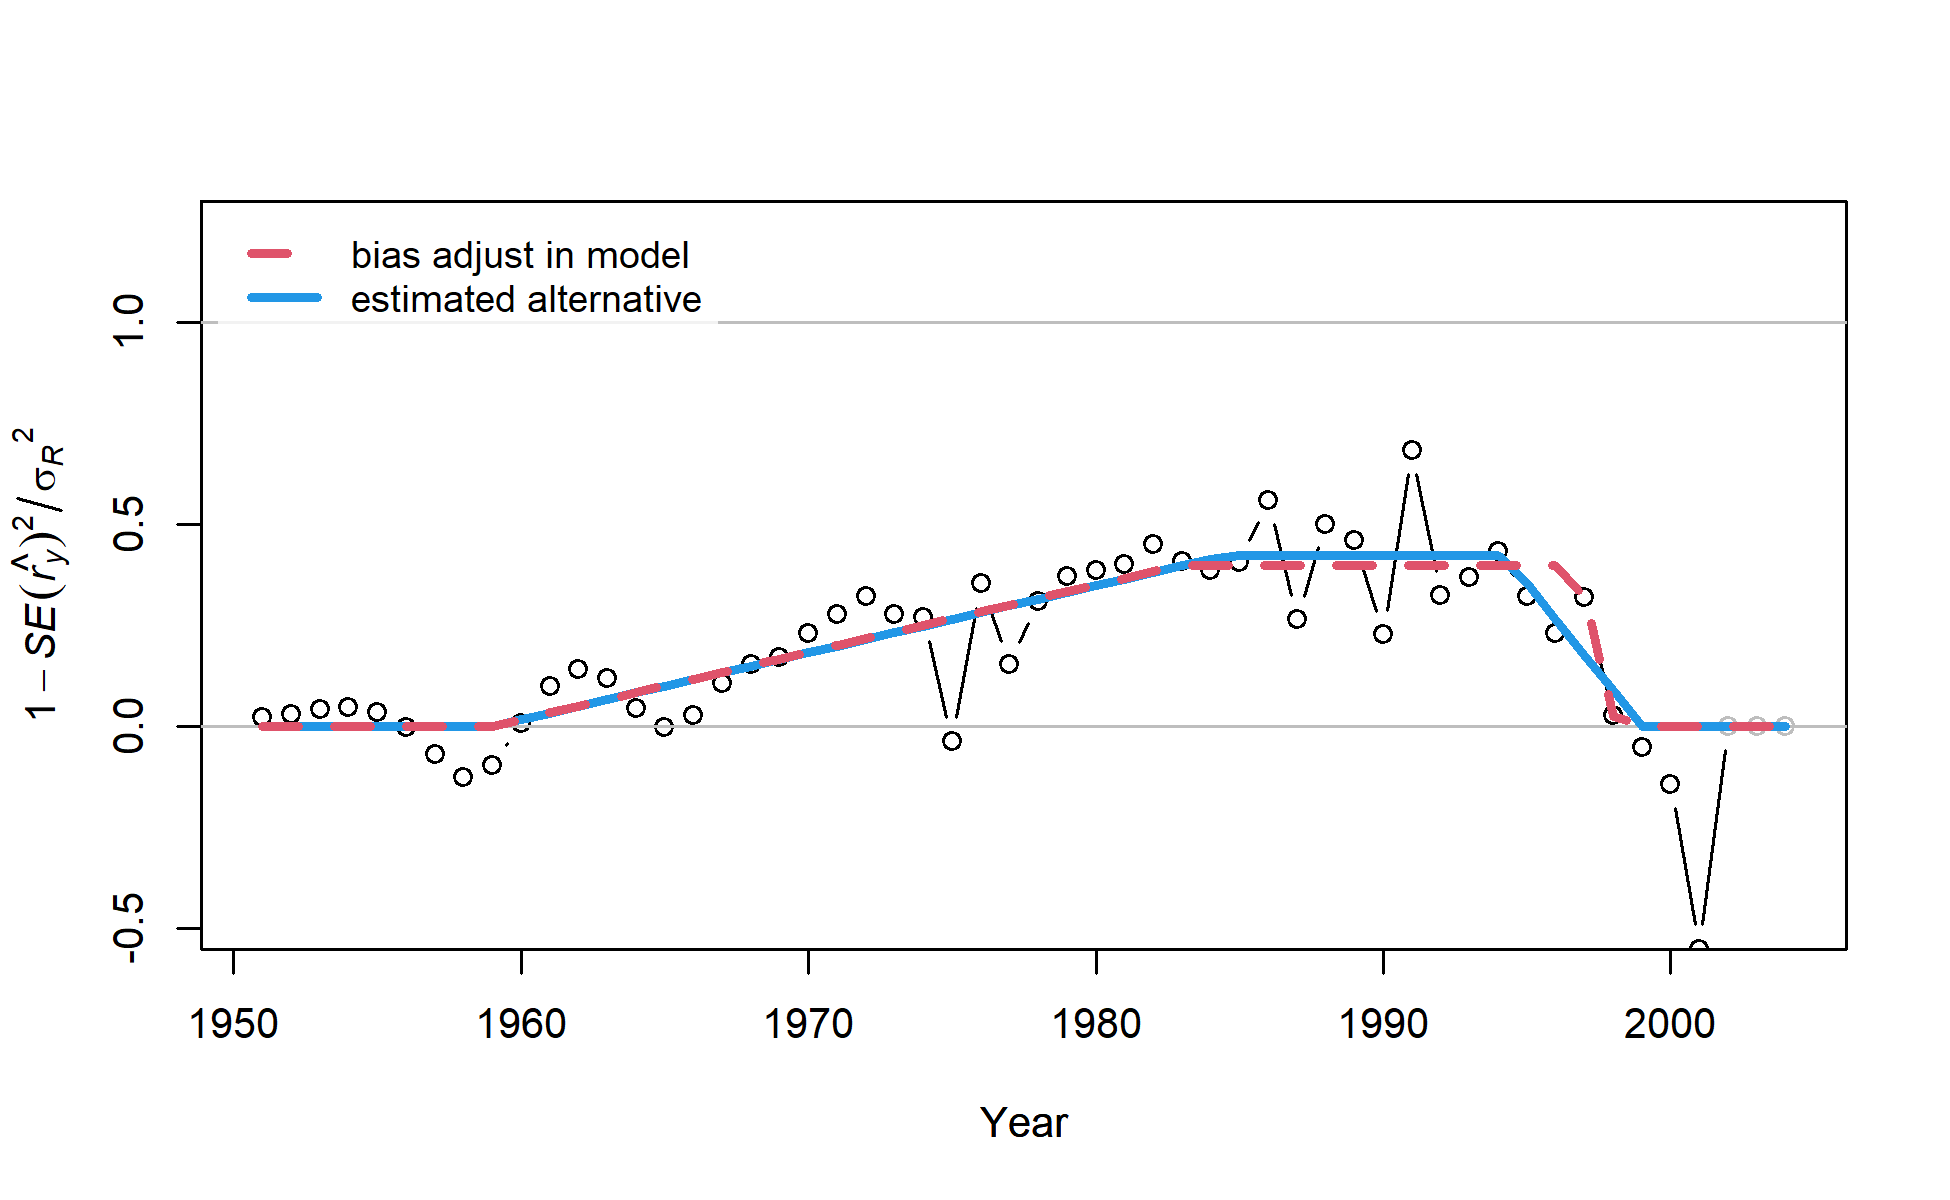 bias adjust in model
estimated alternative
1 − SE(r̂y)² / σR²
1.0
0.5
0.0
-0.5
1950 1960 1970 1980 1990 2000
Year